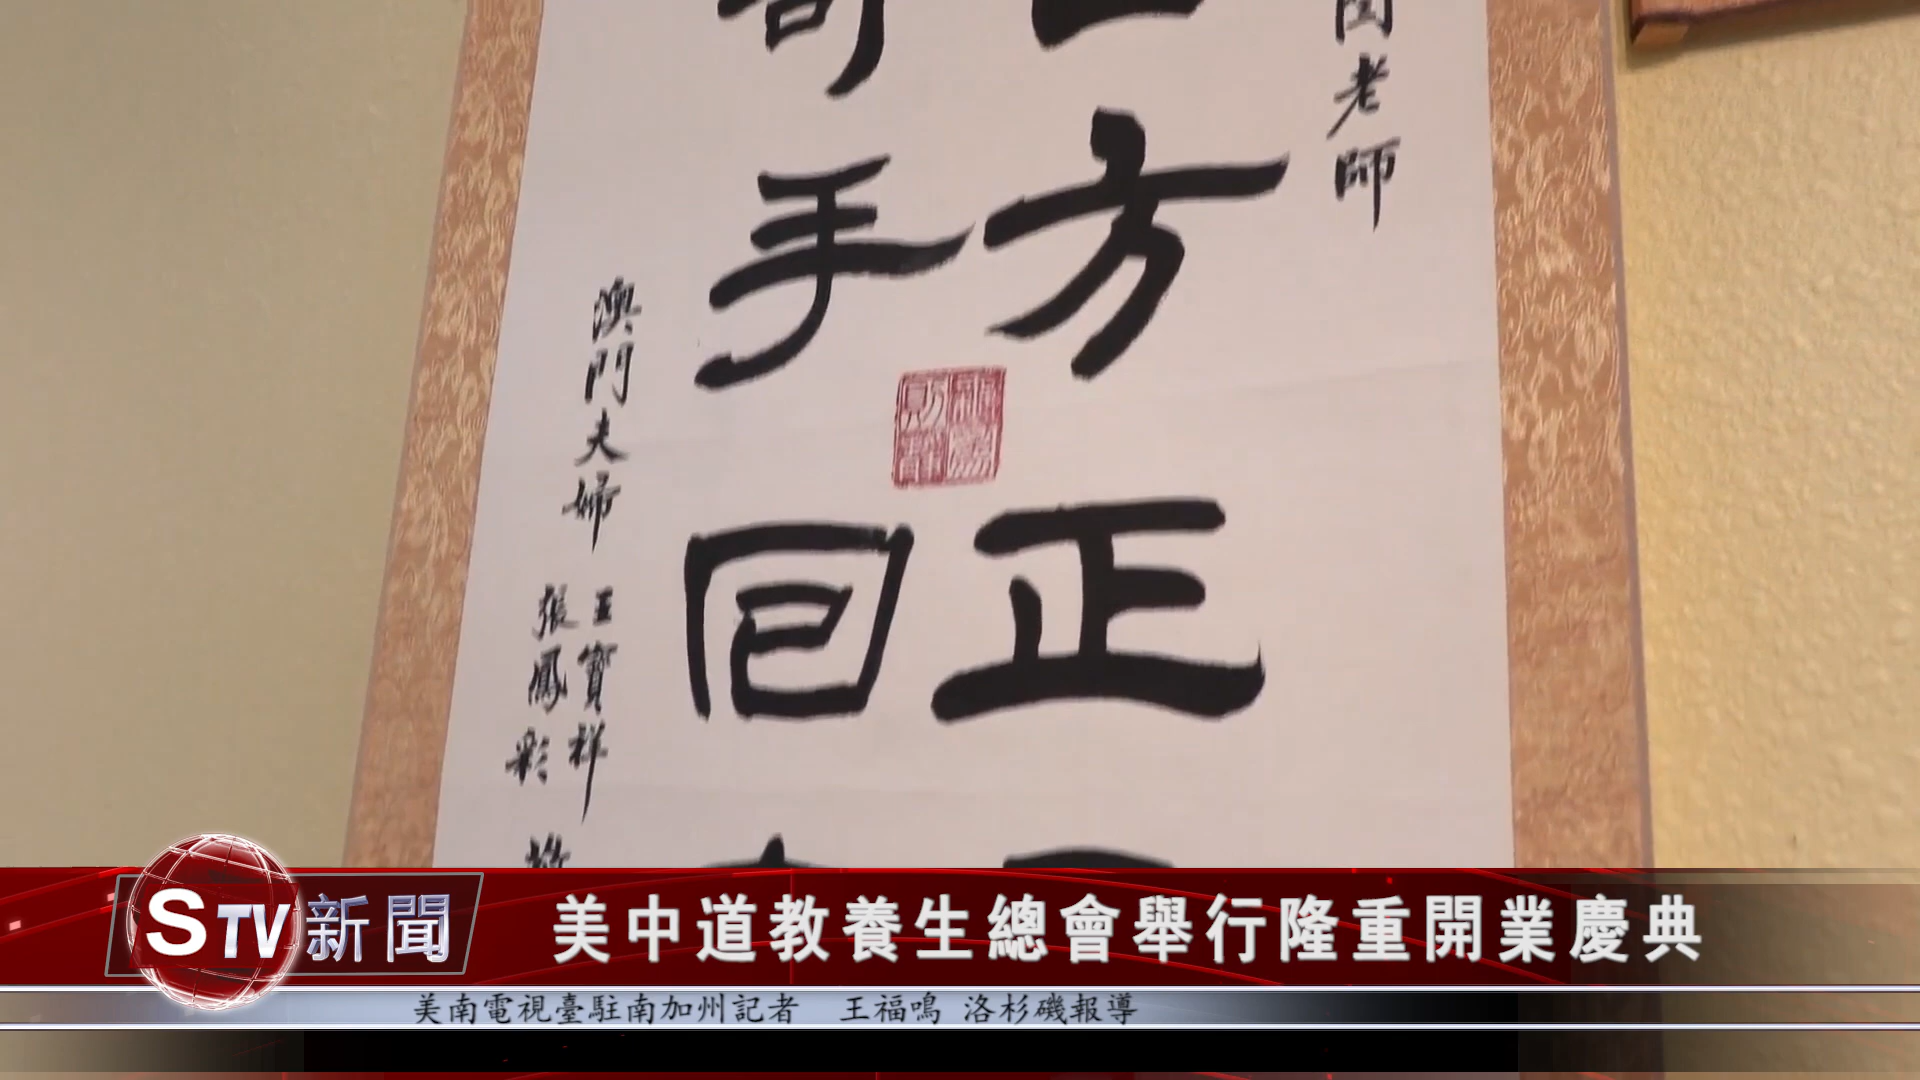 老師
方正
手回
澳門夫婦
王寶祥
張鳳彩
STV新聞
美中道教養生總會舉行隆重開業慶典
美南電視臺駐南加州記者 王福鳴 洛杉磯報導